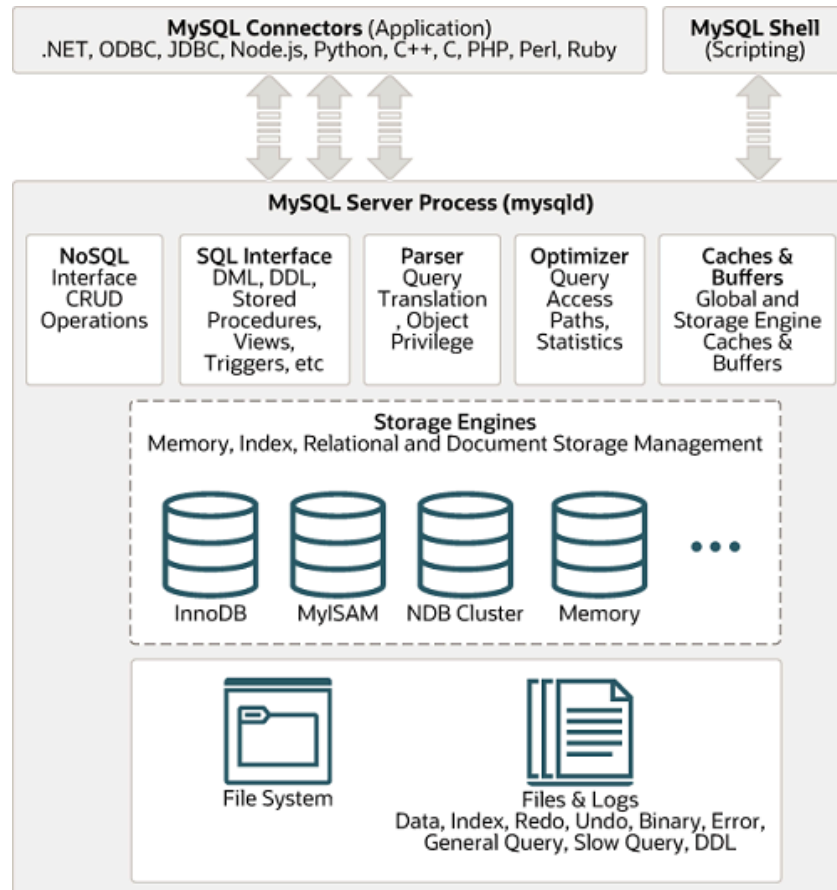 MySQL Connectors (Application)
.NET, ODBC, JDBC, Node.js, Python, C++, C, PHP, Perl, Ruby
MySQL Shell
(Scripting)
MySQL Server Process (mysqld)
NoSQL
Interface
CRUD
Operations
SQL Interface
DML, DDL,
Stored
Procedures,
Views,
Triggers, etc
Parser
Query
Translation
, Object
Privilege
Optimizer
Query
Access
Paths,
Statistics
Caches &
Buffers
Global and
Storage Engine
Caches &
Buffers
Storage Engines
Memory, Index, Relational and Document Storage Management
InnoDB
MyISAM
NDB Cluster
Memory
File System
Files & Logs
Data, Index, Redo, Undo, Binary, Error,
General Query, Slow Query, DDL